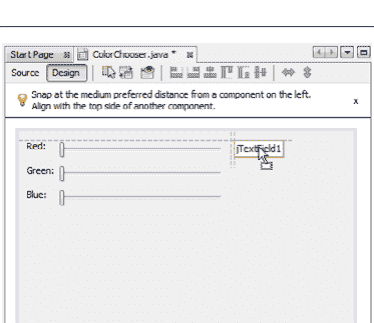 Start Page ColorChooser.java *
Source Design
Snap at the medium preferred distance from a component on the left.
Align with the top side of another component.
x
Red: jTextField1
Green:
Blue: